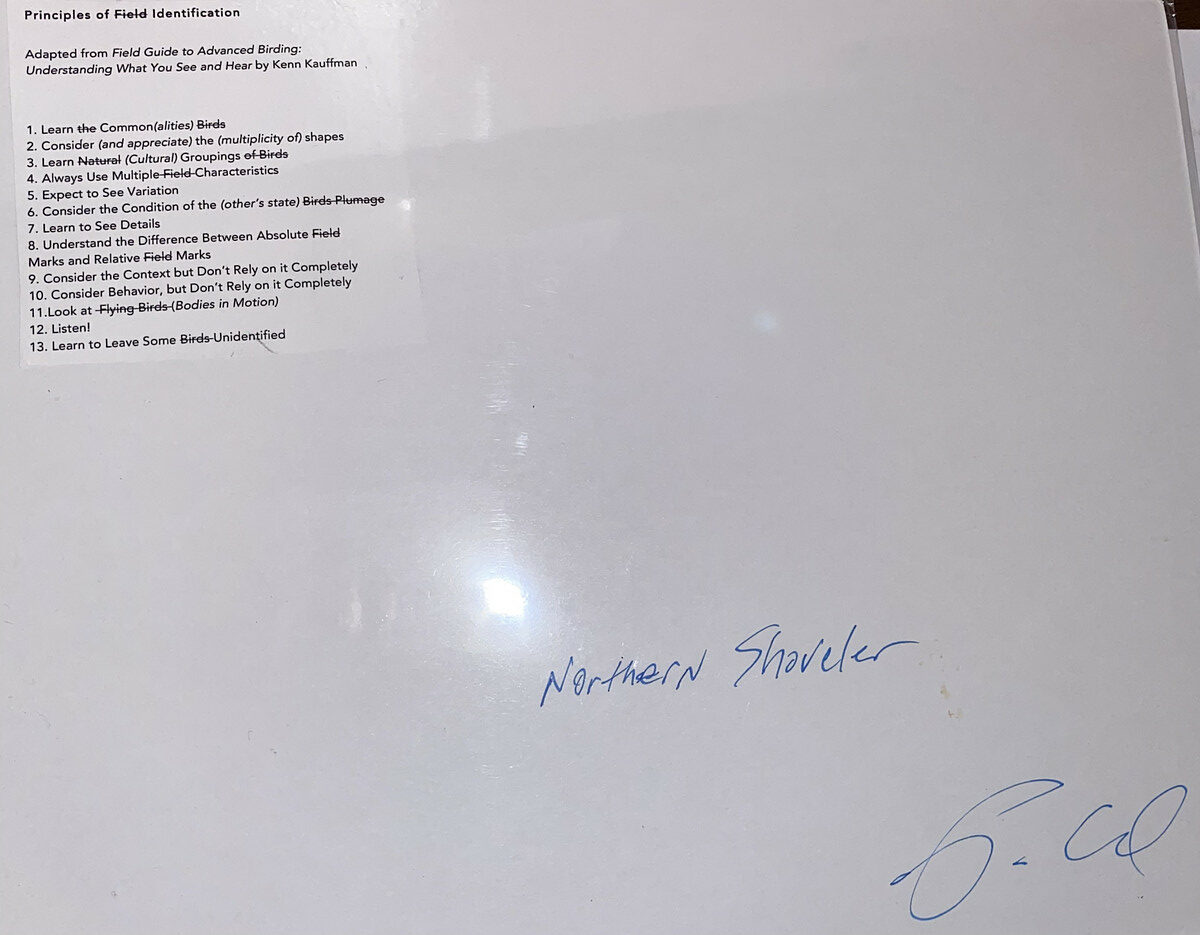 Principles of Field Identification
Adapted from Field Guide to Advanced Birding:
Understanding What You See and Hear by Kenn Kauffman
1. Learn the Common(alities) Birds
2. Consider (and appreciate) the (multiplicity of) shapes
3. Learn Natural (Cultural) Groupings of Birds
4. Always Use Multiple Field Characteristics
5. Expect to See Variation
6. Consider the Condition of the (other's state) Birds Plumage
7. Learn to See Details
8. Understand the Difference Between Absolute Field
Marks and Relative Field Marks
9. Consider the Context but Don't Rely on it Completely
10. Consider Behavior, but Don't Rely on it Completely
11.Look at Flying Birds (Bodies in Motion)
12. Listen!
13. Learn to Leave Some Birds Unidentified
Northern Shoveler